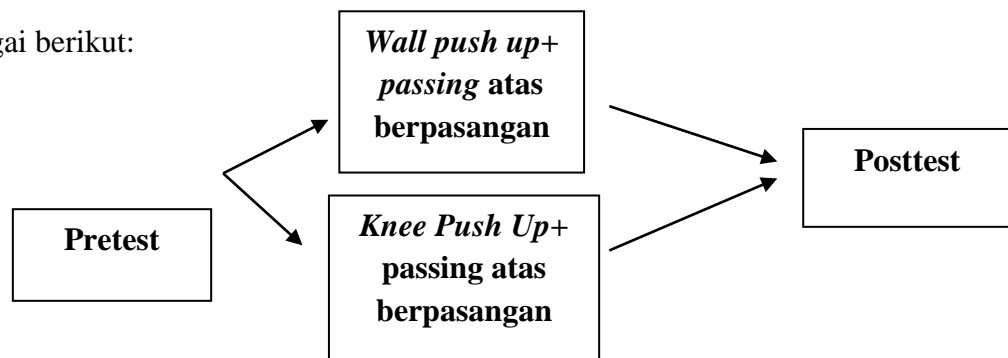 gai berikut:
Wall push up+
passing atas
berpasangan
Posttest
Pretest
Knee Push Up+
passing atas
berpasangan